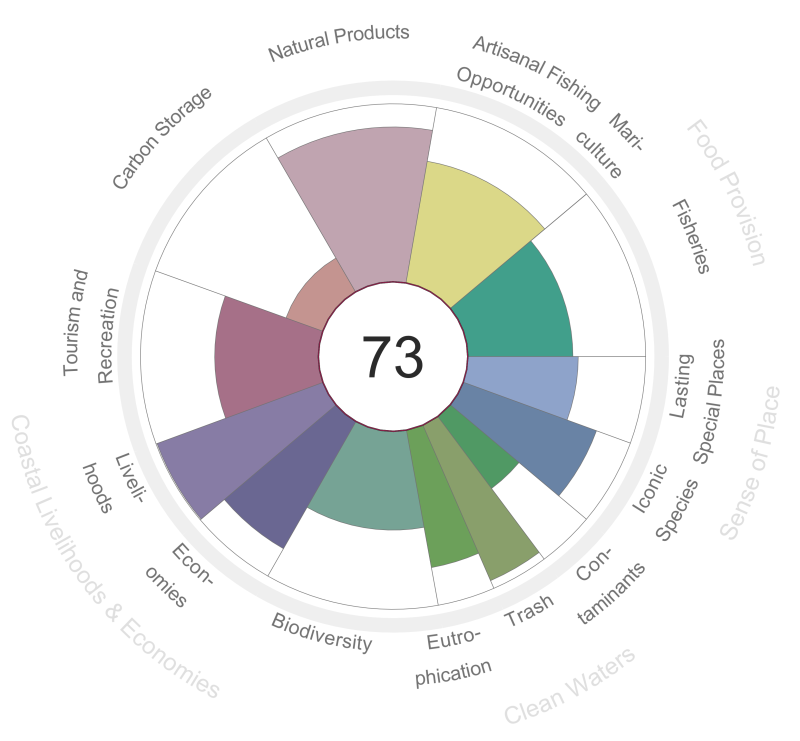 Natural Products
Artisanal Fishing
Opportunities
Mari-
culture
Fisheries
Food Provision
Lasting
Special Places
Iconic
Species
Sense of Place
Con-
taminants
Trash
Eutro-
phication
Clean Waters
Biodiversity
Econ-
omies
Liveli-
hoods
Coastal Livelihoods & Economies
Tourism and
Recreation
Carbon Storage
73